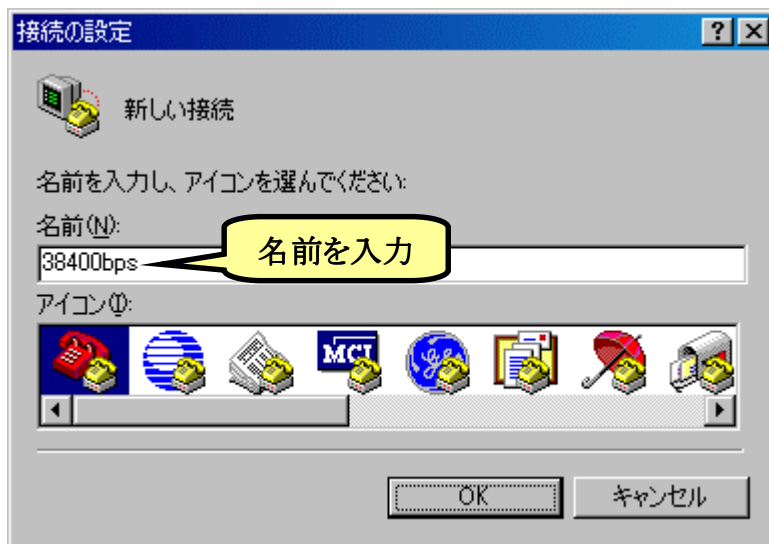 接続の設定
新しい接続
名前を入力し、アイコンを選んでください:
名前(N):
38400bps
名前を入力
アイコン(I):
MCI
OK
キャンセル